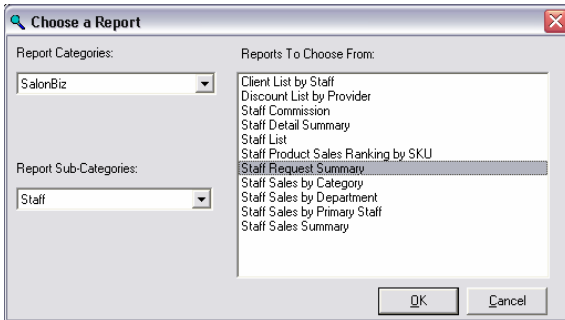 Choose a Report
Report Categories:
SalonBiz
Report Sub-Categories:
Staff
Reports To Choose From:
Client List by Staff
Discount List by Provider
Staff Commission
Staff Detail Summary
Staff List
Staff Product Sales Ranking by SKU
Staff Request Summary
Staff Sales by Category
Staff Sales by Department
Staff Sales by Primary Staff
Staff Sales Summary
OK
Cancel